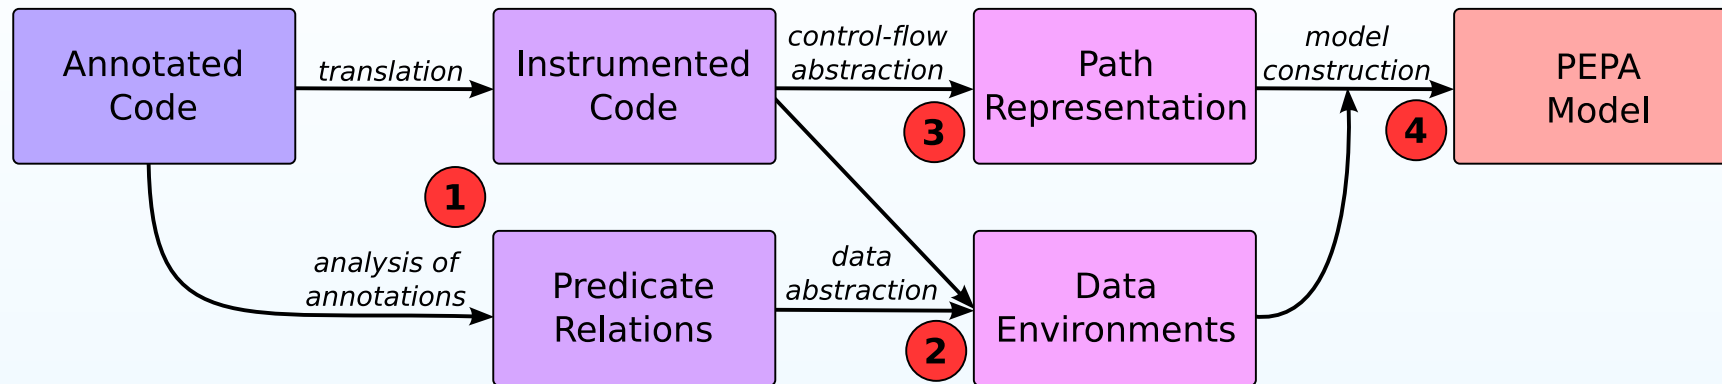 Annotated
Code
translation
Instrumented
Code
control-flow
abstraction
3
Path
Representation
model
construction
4
PEPA
Model
1
analysis of
annotations
Predicate
Relations
data
abstraction
2
Data
Environments